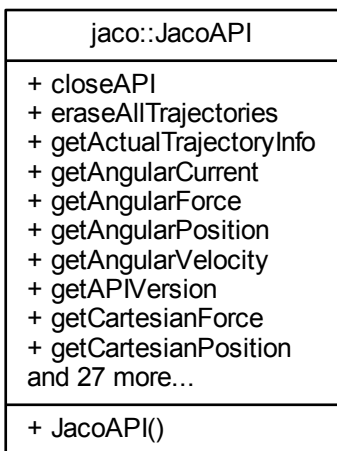 jaco::JacoAPI
+ closeAPI
+ eraseAllTrajectories
+ getActualTrajectoryInfo
+ getAngularCurrent
+ getAngularForce
+ getAngularPosition
+ getAngularVelocity
+ getAPIVersion
+ getCartesianForce
+ getCartesianPosition
and 27 more...
+ JacoAPI()